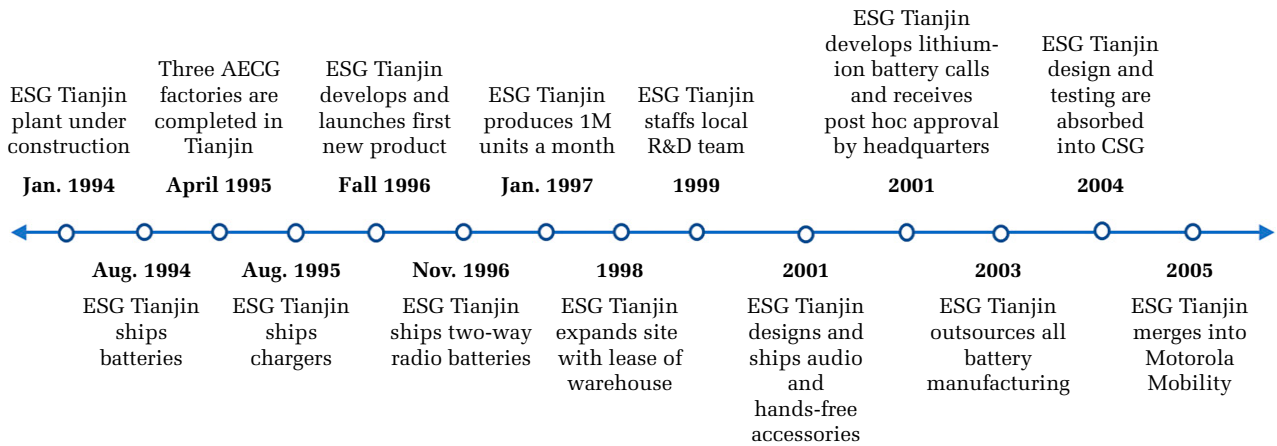 ESG Tianjin
plant under
construction
Jan. 1994
Aug. 1994
ESG Tianjin
ships
batteries
Three AECG
factories are
completed in
Tianjin
April 1995
Aug. 1995
ESG Tianjin
ships
chargers
ESG Tianjin
develops and
launches first
new product
Fall 1996
Nov. 1996
ESG Tianjin
ships two-way
radio batteries
ESG Tianjin
produces 1M
units a month
Jan. 1997
1998
ESG Tianjin
expands site
with lease of
warehouse
ESG Tianjin
staffs local
R&D team
1999
2001
ESG Tianjin
designs and
ships audio
and
hands-free
accessories
ESG Tianjin
develops lithium-
ion battery calls
and receives
post hoc approval
by headquarters
2001
2003
ESG Tianjin
outsources all
battery
manufacturing
ESG Tianjin
design and
testing are
absorbed
into CSG
2004
2005
ESG Tianjin
merges into
Motorola
Mobility